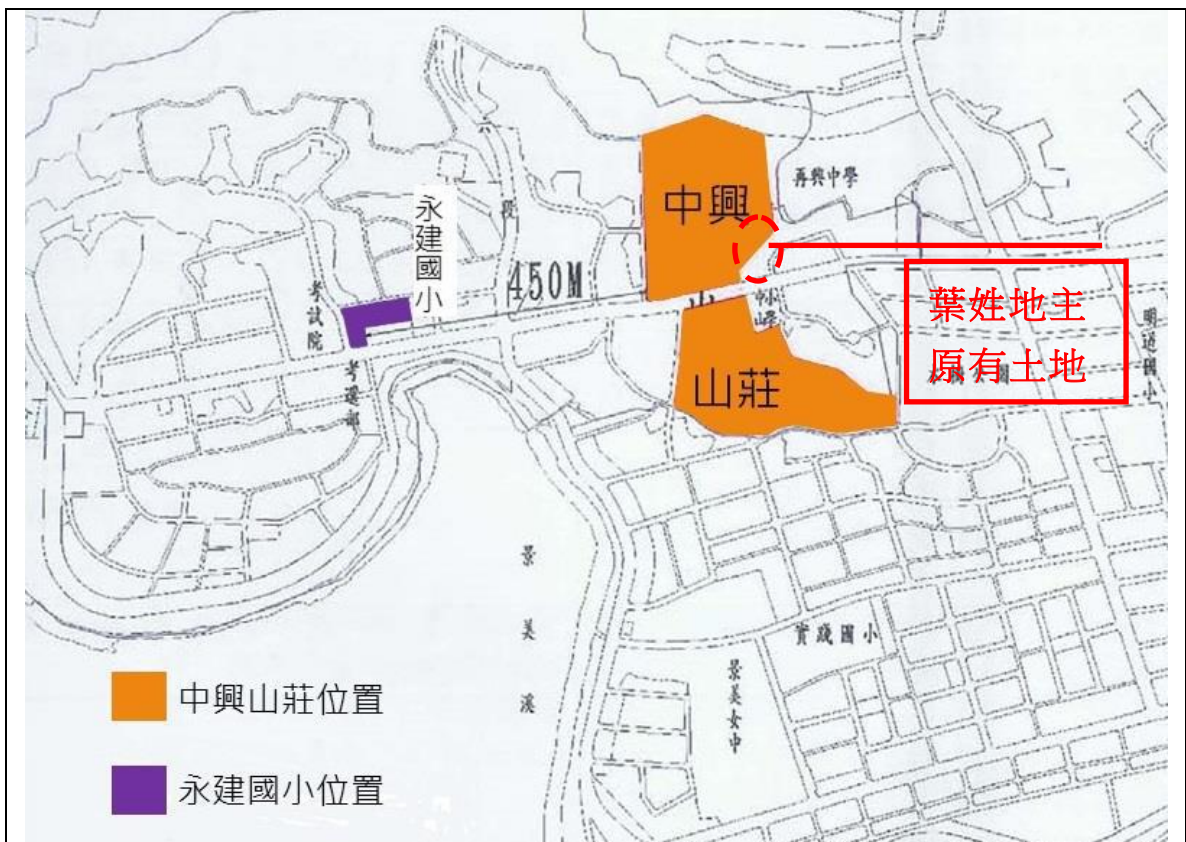 再興中學
中興
永建國小
段
450M
考試院
葉姓地主
原有土地
明道國小
山莊
考選部
景美溪
實踐國小
景美女中
中興山莊位置
永建國小位置